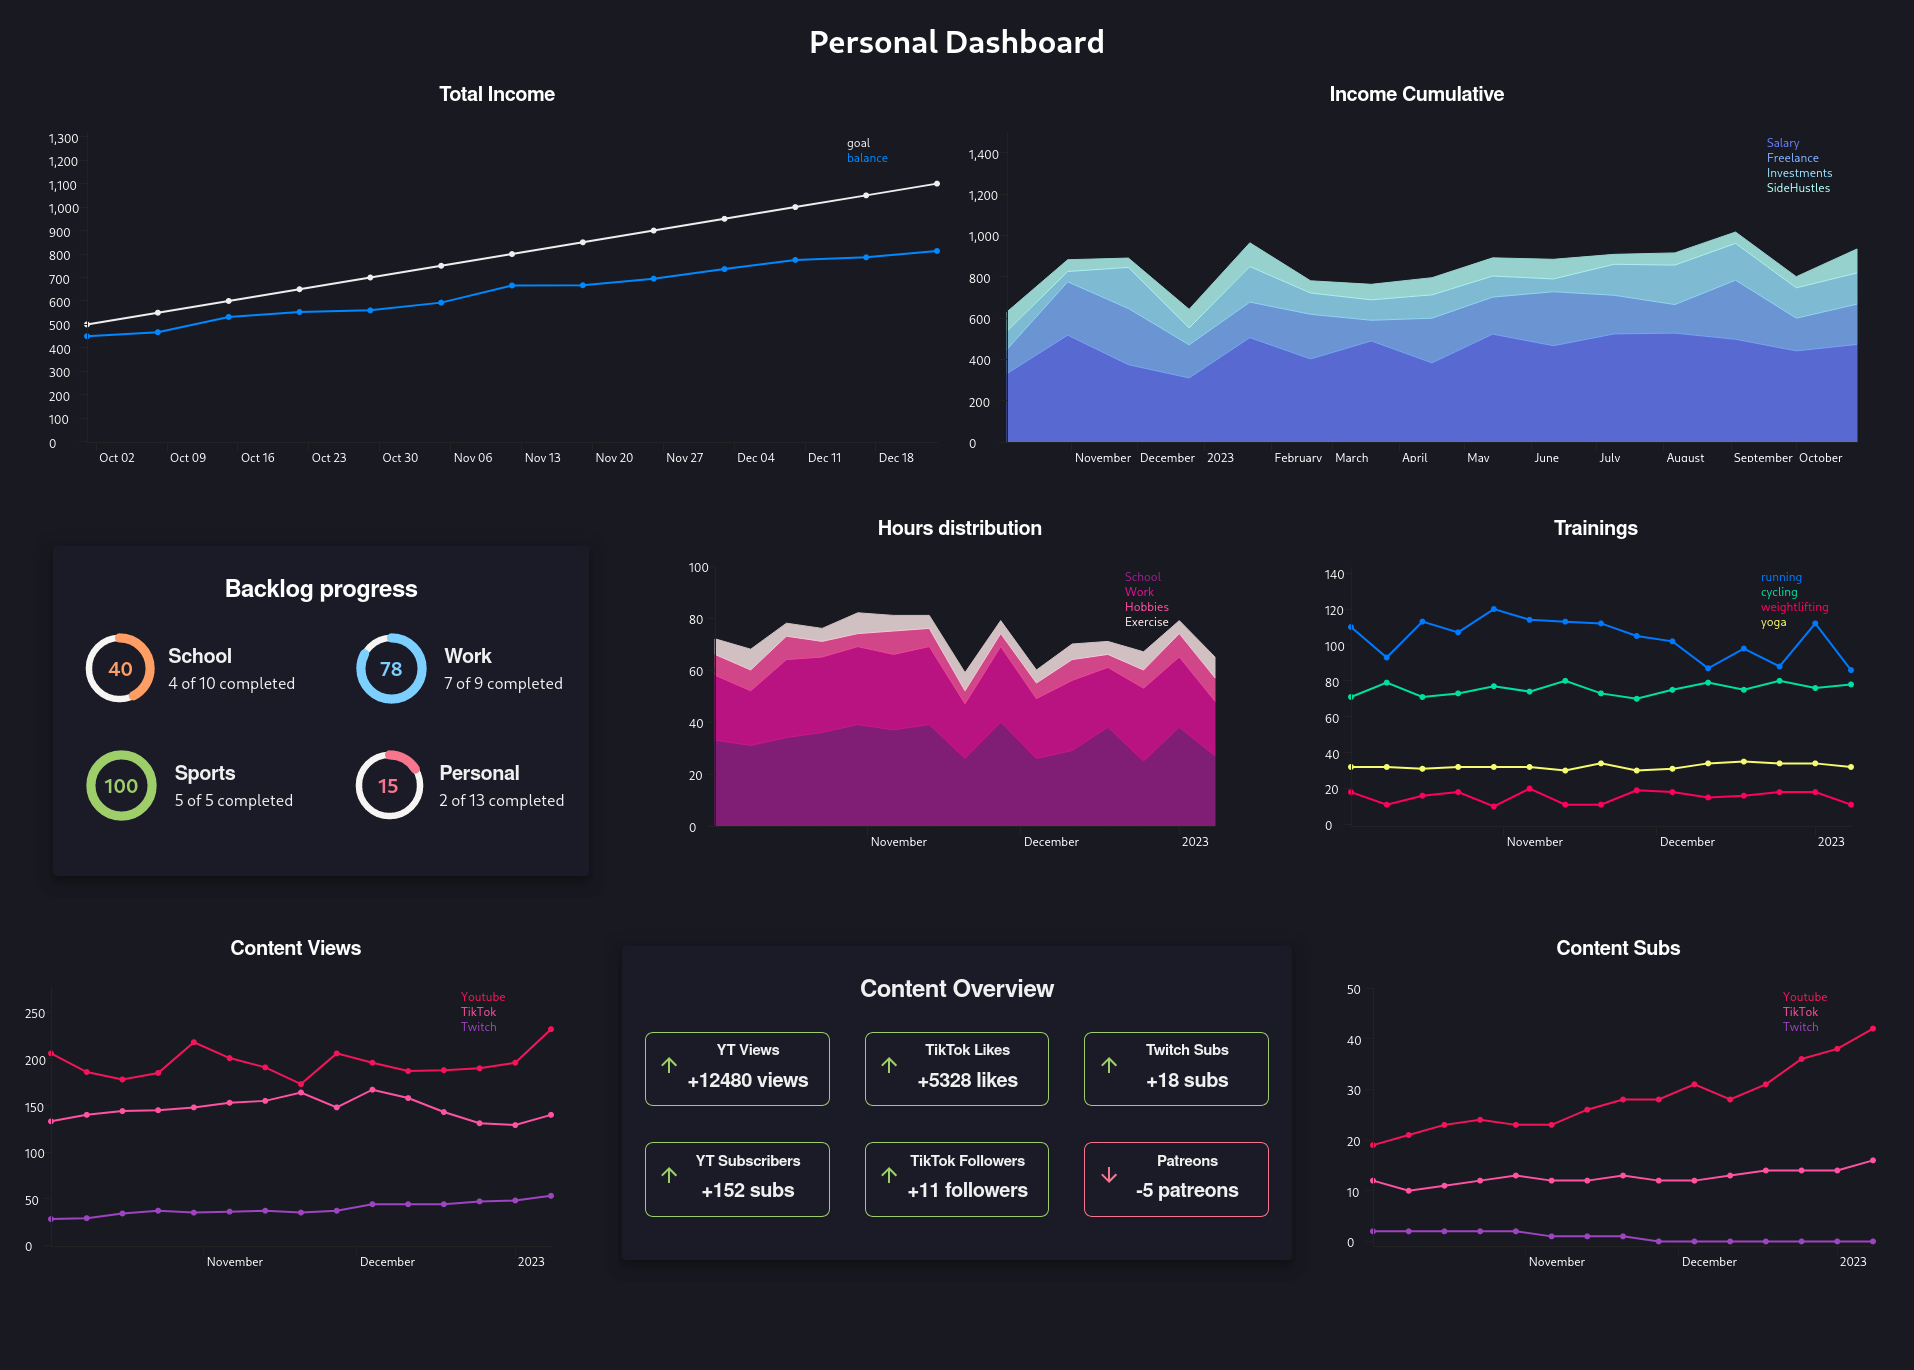 Personal Dashboard
Total Income
1,300
1,200
1,100
1,000
900
800
700
600
500
400
300
200
100
0
goal
balance
Oct 02 Oct 09 Oct 16 Oct 23 Oct 30 Nov 06 Nov 13 Nov 20 Nov 27 Dec 04 Dec 11 Dec 18
Income Cumulative
1,400
1,200
1,000
800
600
400
200
0
Salary
Freelance
Investments
SideHustles
November December 2023 February March April May June July August September October
Backlog progress
40
School
4 of 10 completed
78
Work
7 of 9 completed
100
Sports
5 of 5 completed
15
Personal
2 of 13 completed
Hours distribution
100
80
60
40
20
0
School
Work
Hobbies
Exercise
November December 2023
Trainings
140
120
100
80
60
40
20
0
running
cycling
weightlifting
yoga
November December 2023
Content Views
250
200
150
100
50
0
Youtube
TikTok
Twitch
November December 2023
Content Overview
YT Views
+12480 views
TikTok Likes
+5328 likes
Twitch Subs
+18 subs
YT Subscribers
+152 subs
TikTok Followers
+11 followers
Patreons
-5 patreons
Content Subs
50
40
30
20
10
0
Youtube
TikTok
Twitch
November December 2023